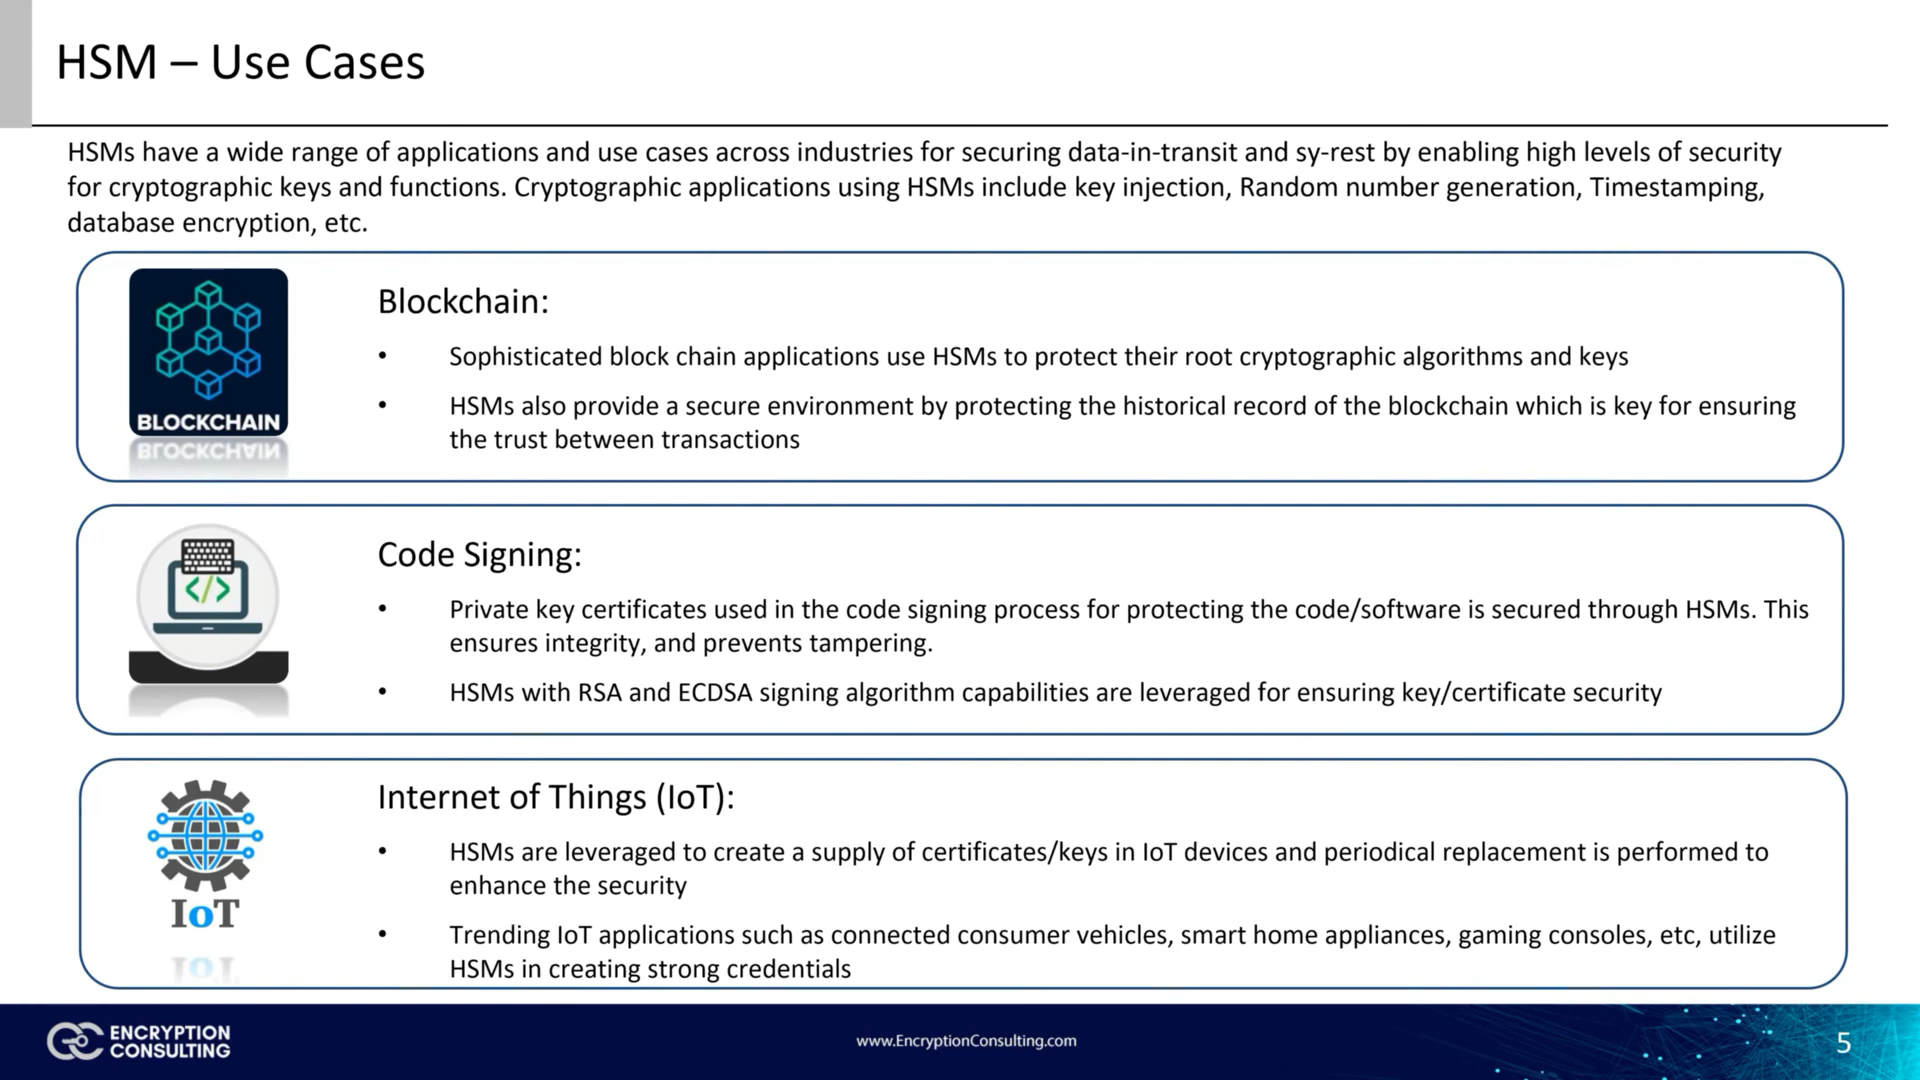 HSM – Use Cases
HSMs have a wide range of applications and use cases across industries for securing data-in-transit and sy-rest by enabling high levels of security
for cryptographic keys and functions. Cryptographic applications using HSMs include key injection, Random number generation, Timestamping,
database encryption, etc.
BLOCKCHAIN
Blockchain:
• Sophisticated block chain applications use HSMs to protect their root cryptographic algorithms and keys
• HSMs also provide a secure environment by protecting the historical record of the blockchain which is key for ensuring
the trust between transactions
</>
Code Signing:
• Private key certificates used in the code signing process for protecting the code/software is secured through HSMs. This
ensures integrity, and prevents tampering.
• HSMs with RSA and ECDSA signing algorithm capabilities are leveraged for ensuring key/certificate security
IoT
Internet of Things (IoT):
• HSMs are leveraged to create a supply of certificates/keys in IoT devices and periodical replacement is performed to
enhance the security
• Trending IoT applications such as connected consumer vehicles, smart home appliances, gaming consoles, etc, utilize
HSMs in creating strong credentials
ENCRYPTION
CONSULTING
www.EncryptionConsulting.com
5